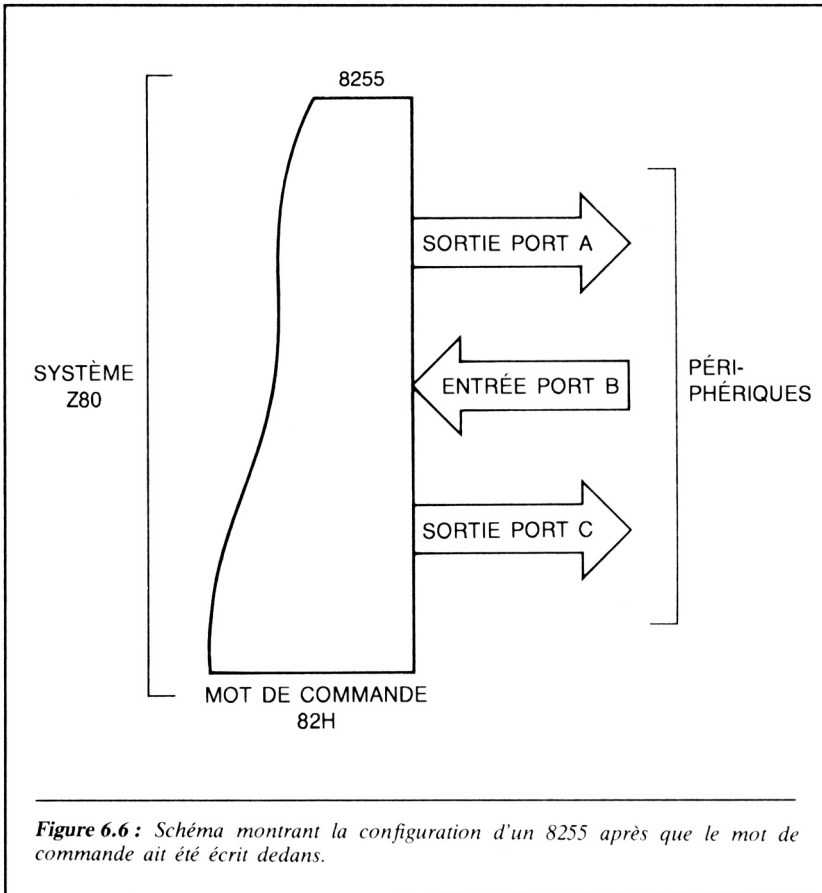 8255
SORTIE PORT A
SYSTÈME
Z80
ENTRÉE PORT B
PÉRI-
PHÉRIQUES
SORTIE PORT C
MOT DE COMMANDE
82H
Figure 6.6 : Schéma montrant la configuration d'un 8255 après que le mot de
commande ait été écrit dedans.